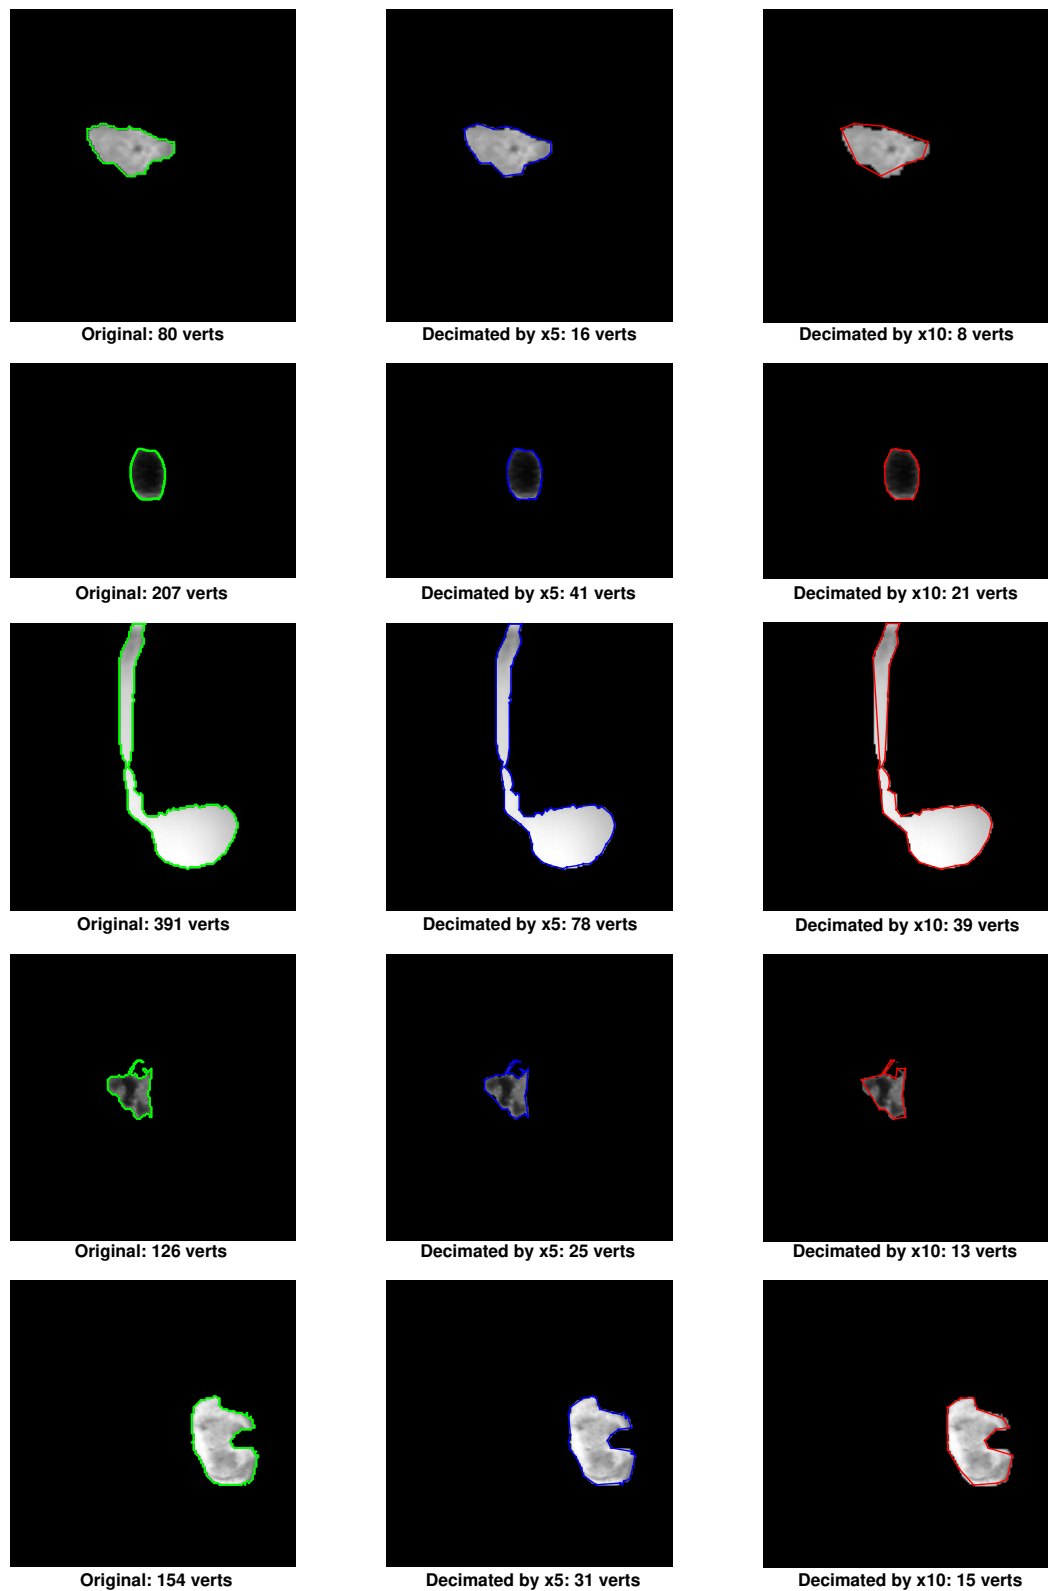 Original: 80 verts
Decimated by x5: 16 verts
Decimated by x10: 8 verts
Original: 207 verts
Decimated by x5: 41 verts
Decimated by x10: 21 verts
Original: 391 verts
Decimated by x5: 78 verts
Decimated by x10: 39 verts
Original: 126 verts
Decimated by x5: 25 verts
Decimated by x10: 13 verts
Original: 154 verts
Decimated by x5: 31 verts
Decimated by x10: 15 verts